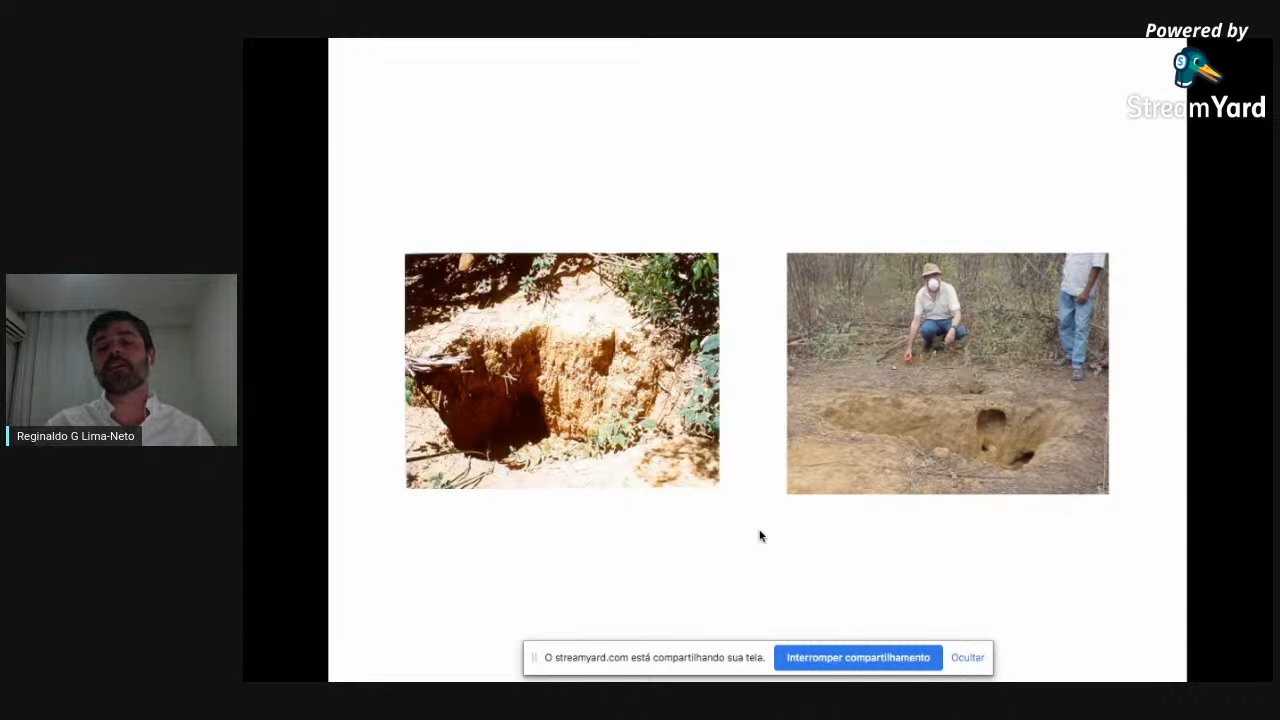 Powered by
StreamYard
Reginaldo G Lima-Neto
O streamyard.com está compartilhando sua tela.
Interromper compartilhamento
Ocultar